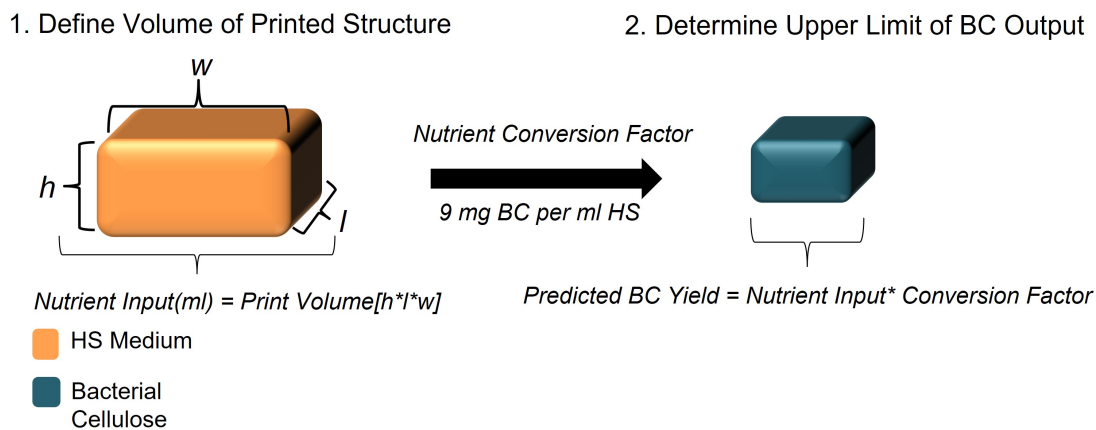 1. Define Volume of Printed Structure
2. Determine Upper Limit of BC Output
w
h
l
Nutrient Conversion Factor
9 mg BC per ml HS
Nutrient Input(ml) = Print Volume[h*l*w]
Predicted BC Yield = Nutrient Input* Conversion Factor
HS Medium
Bacterial
Cellulose